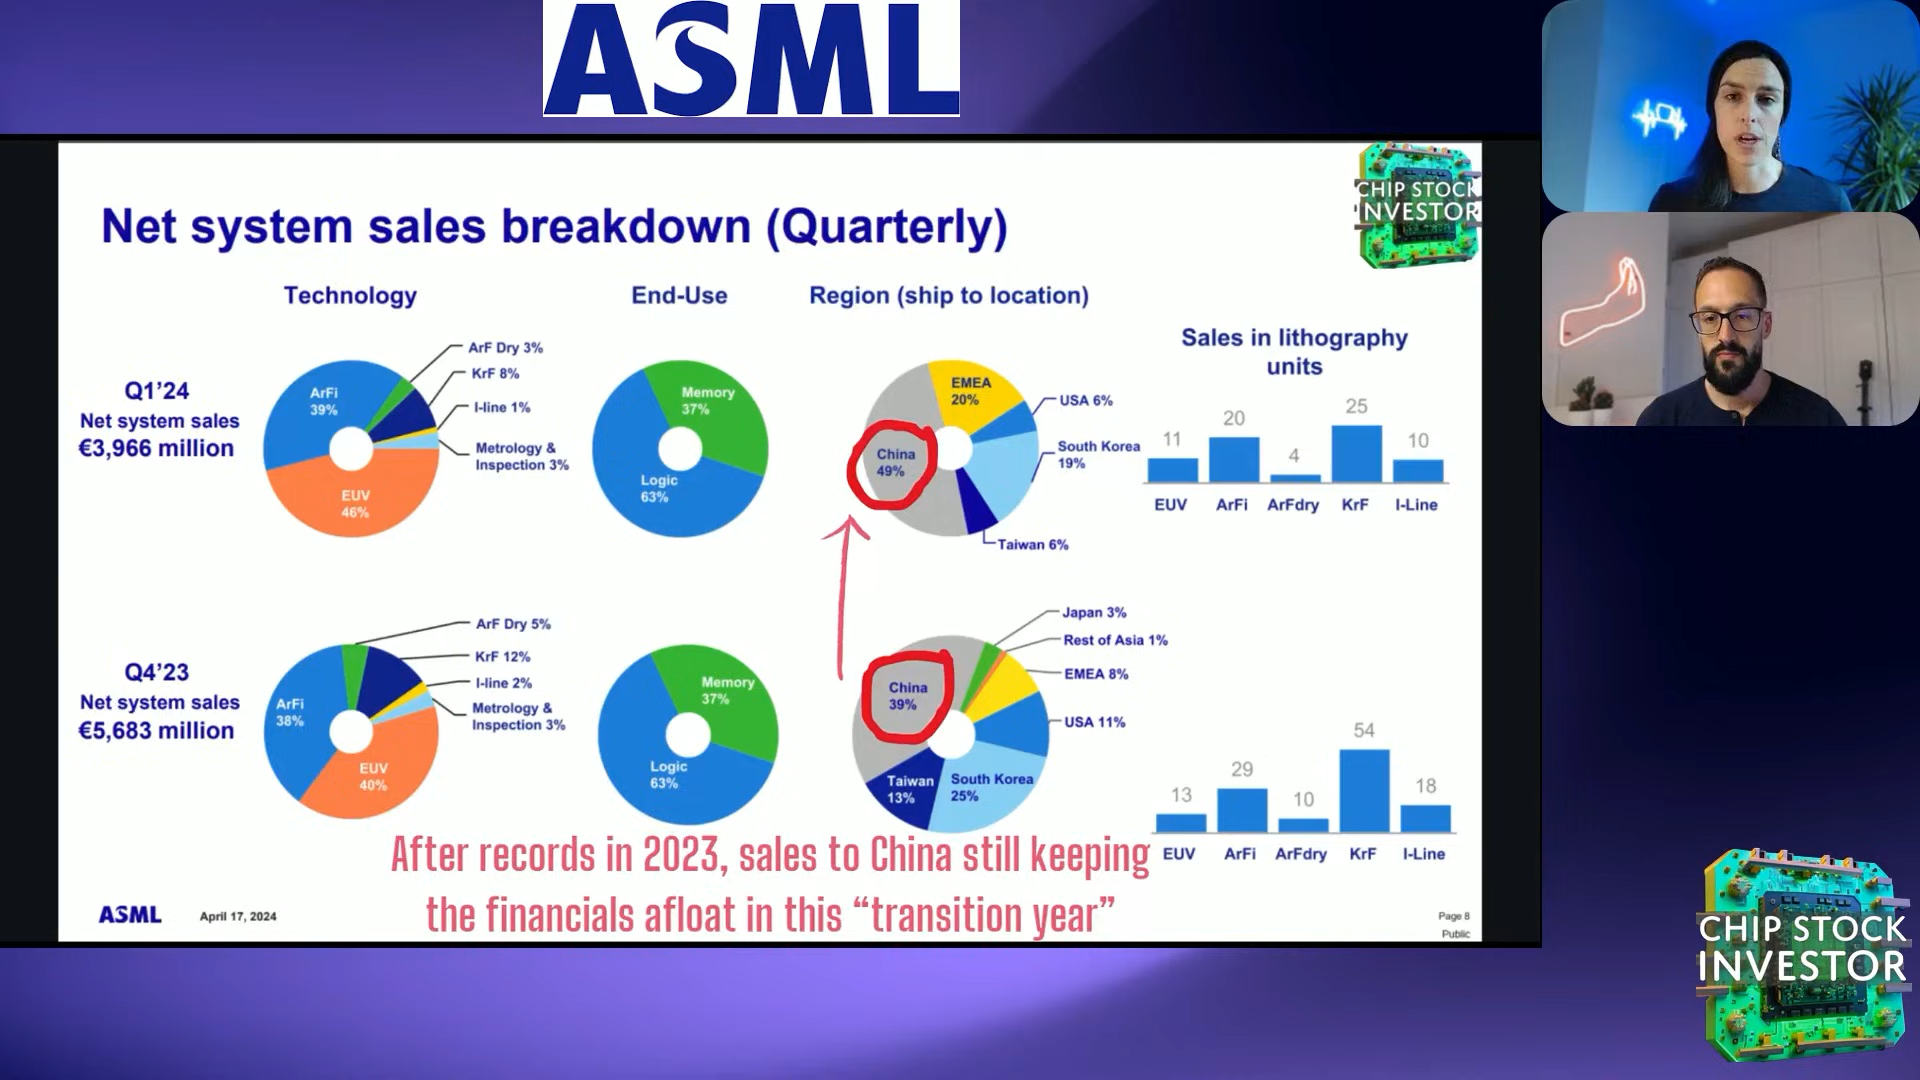 ASML
CHIP STOCK
INVESTOR
Net system sales breakdown (Quarterly)
Technology
End-Use
Region (ship to location)
Sales in lithography
units
Q1’24
Net system sales
€3,966 million
ArFi
39%
ArF Dry 3%
KrF 8%
I-line 1%
Metrology &
Inspection 3%
EUV
46%
Memory
37%
Logic
63%
EMEA
20%
USA 6%
South Korea
19%
China
49%
Taiwan 6%
11
20
4
25
10
EUV
ArFi
ArFdry
KrF
I-Line
Q4’23
Net system sales
€5,683 million
ArF Dry 5%
KrF 12%
I-line 2%
Metrology &
Inspection 3%
ArFi
38%
EUV
40%
Memory
37%
Logic
63%
Japan 3%
Rest of Asia 1%
EMEA 8%
USA 11%
China
39%
Taiwan
13%
South Korea
25%
13
29
10
54
18
EUV
ArFi
ArFdry
KrF
I-Line
After records in 2023, sales to China still keeping
the financials afloat in this “transition year”
ASML
April 17, 2024
Page 8
Public
CHIP STOCK
INVESTOR